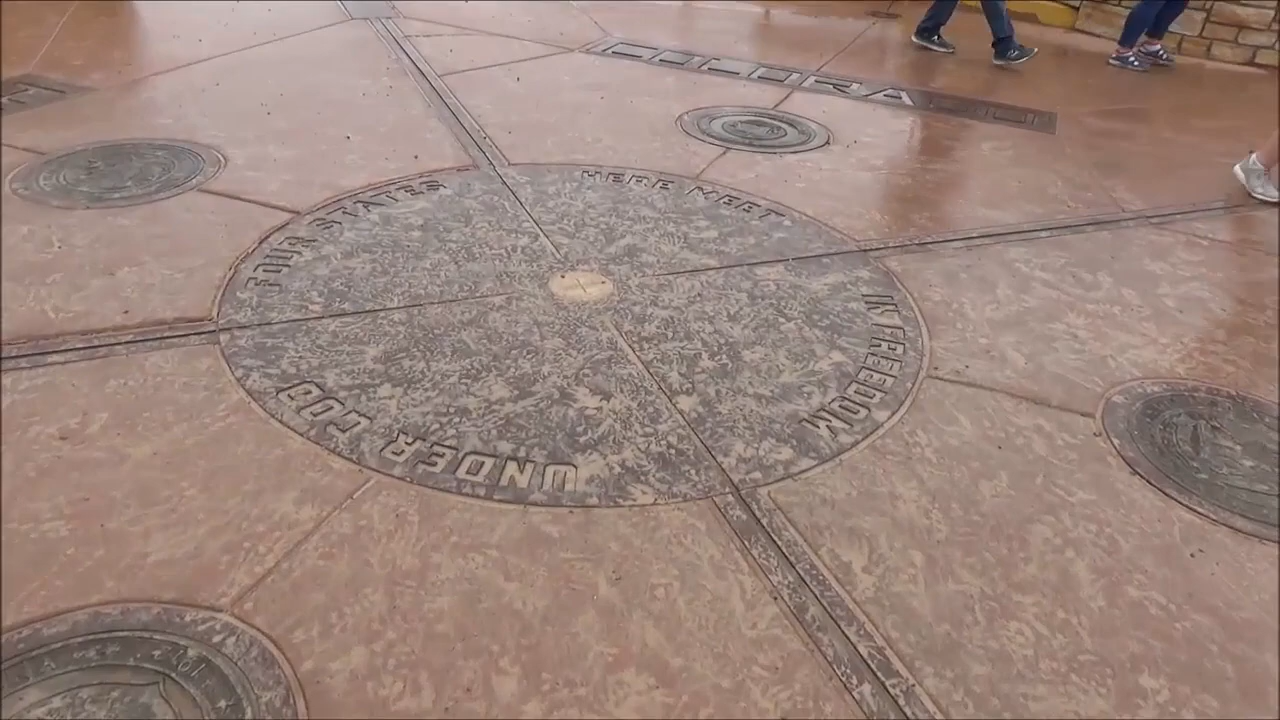 COLORADO
H
FOUR STATES
HERE MEET
IN FREEDOM
UNDER GOD